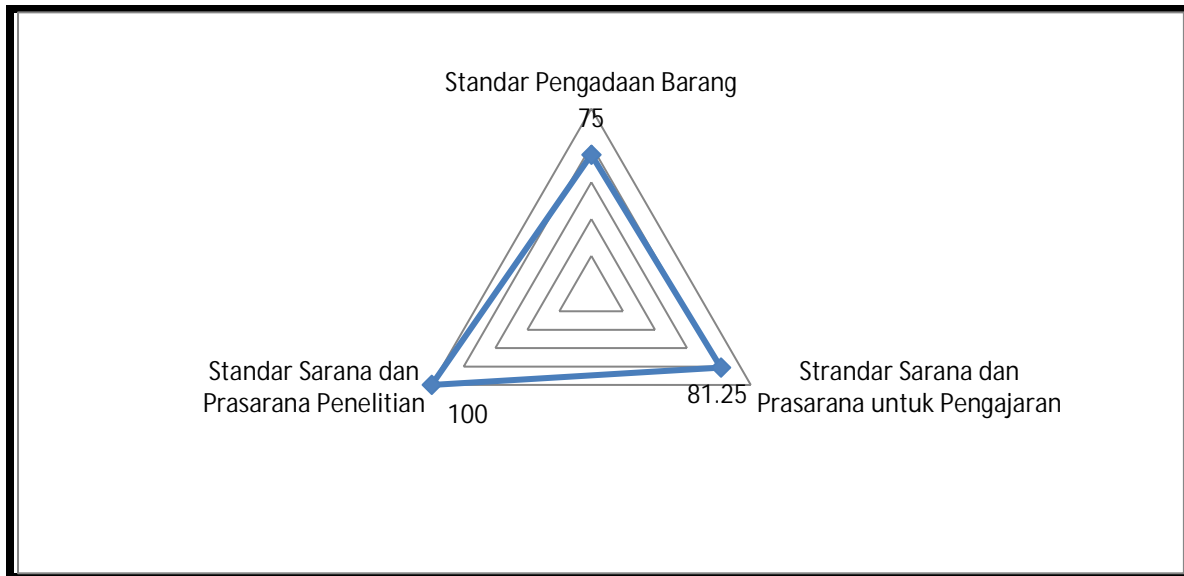 Standar Pengadaan Barang
75
Standar Sarana dan
Prasarana Penelitian
100
81.25
Strandar Sarana dan
Prasarana untuk Pengajaran